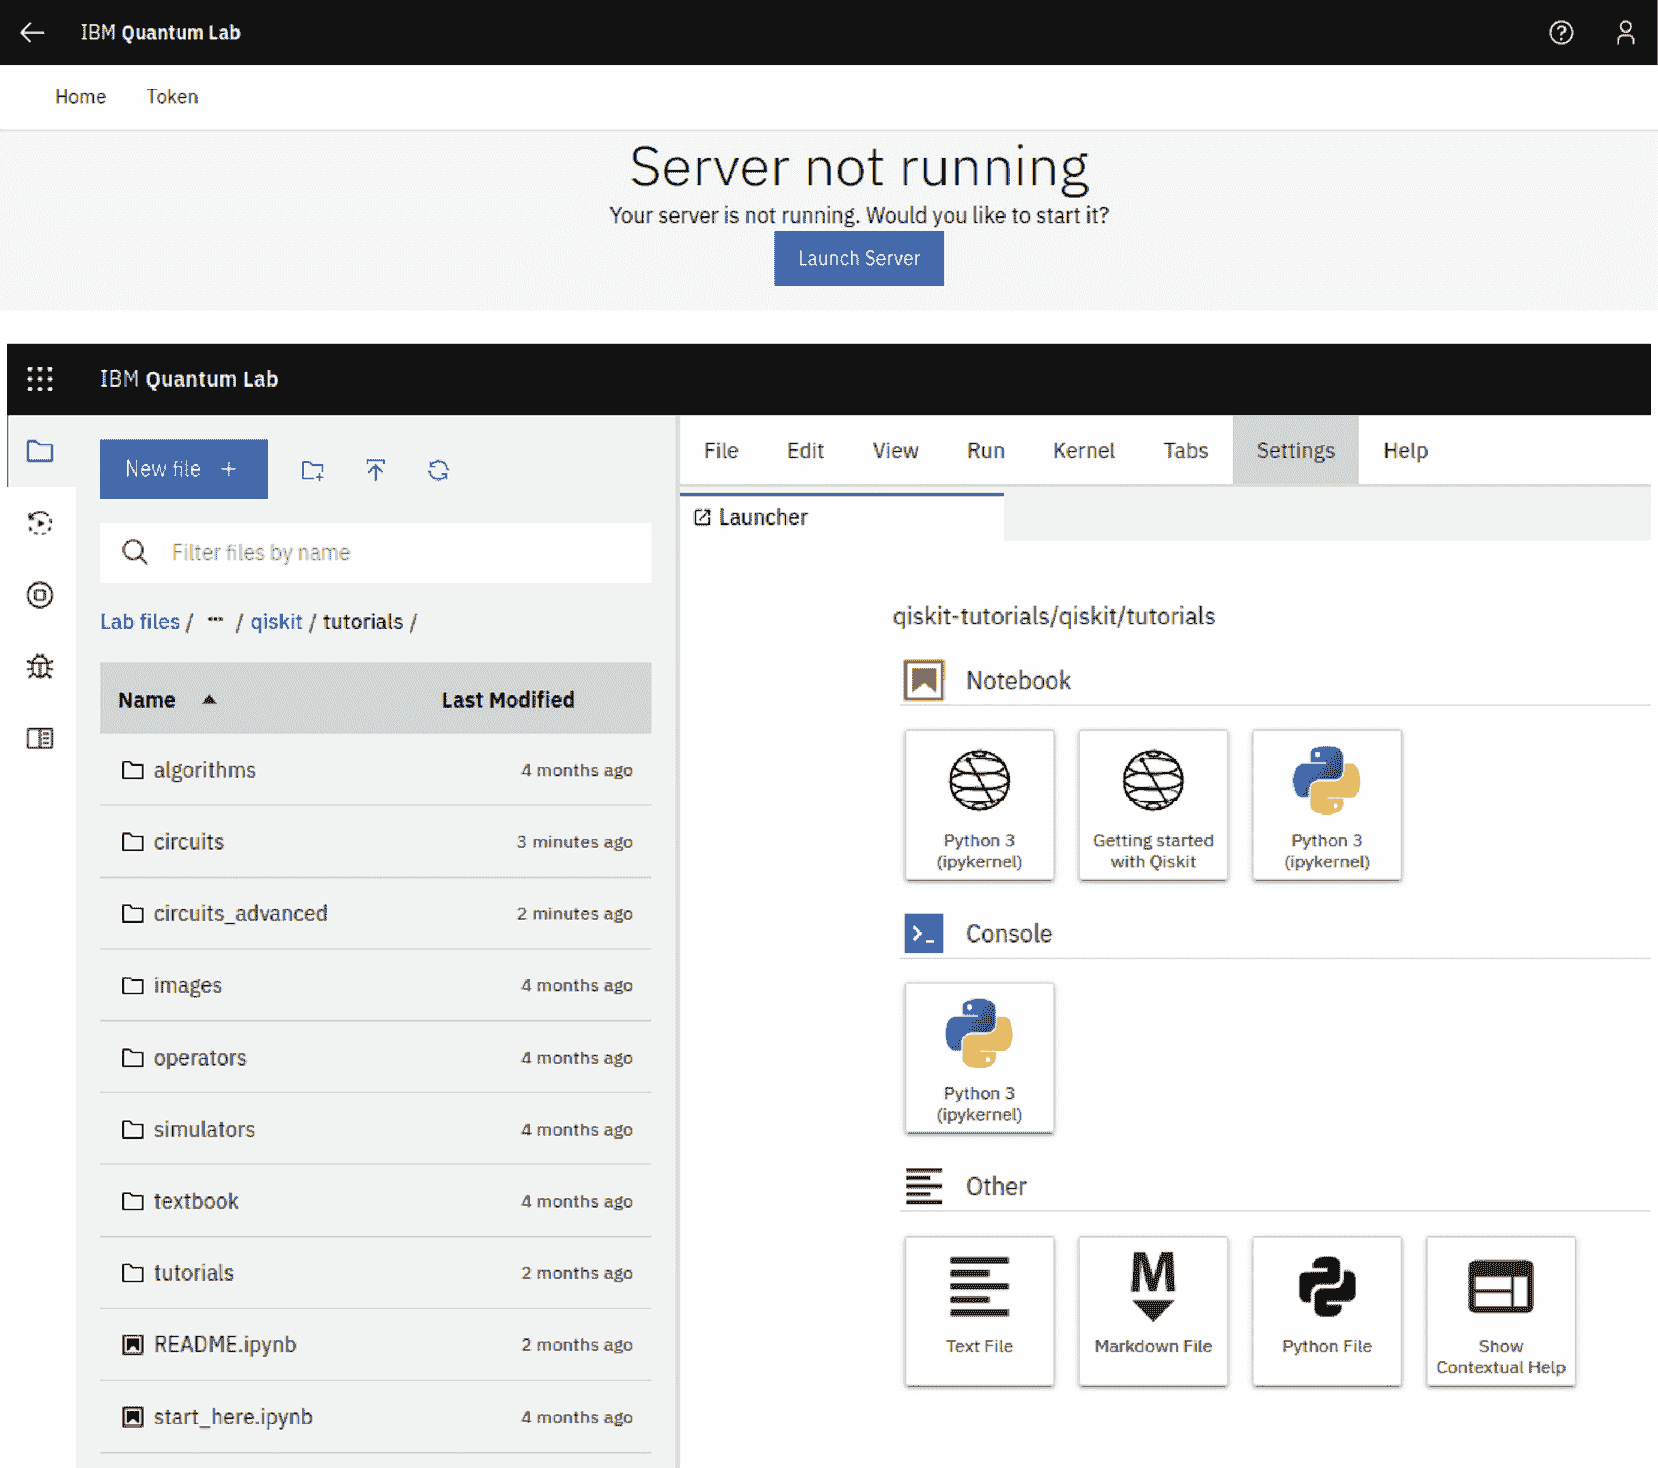 IBM Quantum Lab
Home Token
Server not running
Your server is not running. Would you like to start it?
Launch Server
IBM Quantum Lab
New file +
Filter files by name
Lab files / ··· / qiskit / tutorials /
Name Last Modified
algorithms 4 months ago
circuits 3 minutes ago
circuits_advanced 2 minutes ago
images 4 months ago
operators 4 months ago
simulators 4 months ago
textbook 4 months ago
tutorials 2 months ago
README.ipynb 2 months ago
start_here.ipynb 4 months ago
File Edit View Run Kernel Tabs Settings Help
Launcher
qiskit-tutorials/qiskit/tutorials
Notebook
Python 3
(ipykernel)
Getting started
with Qiskit
Python 3
(ipykernel)
Console
Python 3
(ipykernel)
Other
Text File
Markdown File
Python File
Show
Contextual Help